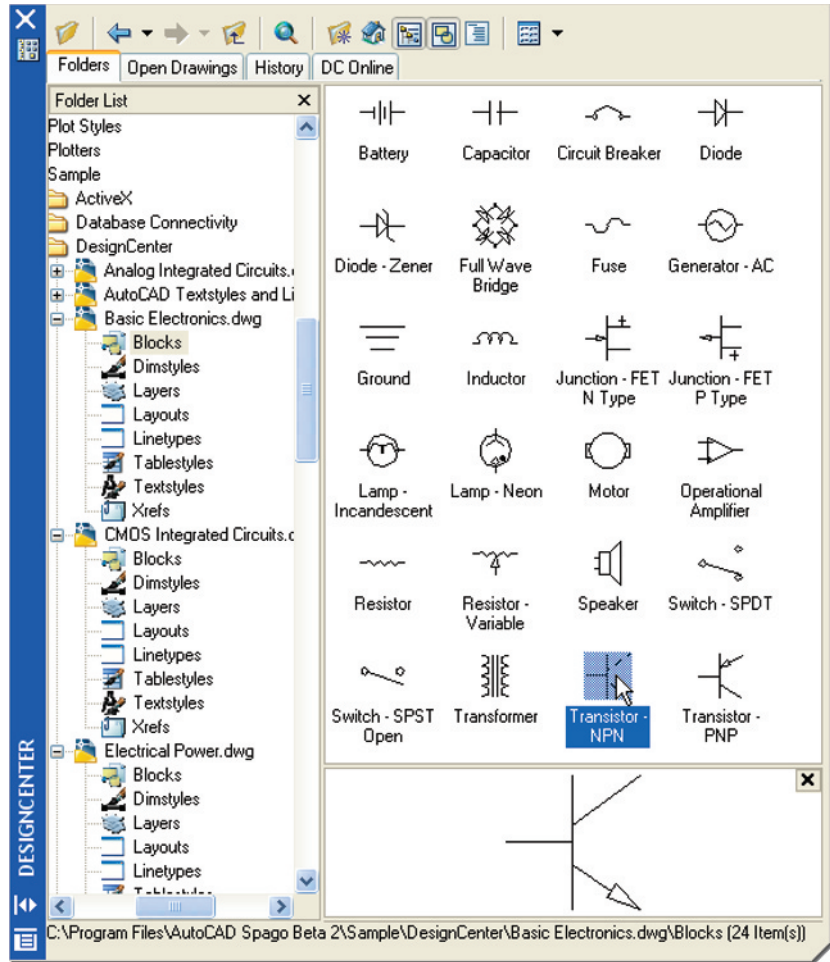 Folders Open Drawings History DC Online
Folder List
Plot Styles
Plotters
Sample
ActiveX
Database Connectivity
DesignCenter
Analog Integrated Circuits.
AutoCAD Textstyles and Li
Basic Electronics.dwg
Blocks
Dimstyles
Layers
Layouts
Linetypes
Tablestyles
Textstyles
Xrefs
CMOS Integrated Circuits.
Blocks
Dimstyles
Layers
Layouts
Linetypes
Tablestyles
Textstyles
Xrefs
Electrical Power.dwg
Blocks
Dimstyles
Layers
Layouts
Linetypes
Battery Capacitor Circuit Breaker Diode
Diode - Zener Full Wave Fuse Generator - AC
Bridge
Ground Inductor Junction - FET Junction - FET
N Type P Type
Lamp - Lamp - Neon Motor Operational
Incandescent Amplifier
Resistor Resistor - Speaker Switch - SPDT
Variable
Switch - SPST Transformer Transistor - Transistor -
Open NPN PNP
DESIGNCENTER
C:\Program Files\AutoCAD Spago Beta 2\Sample\DesignCenter\Basic Electronics.dwg\Blocks (24 Item(s))